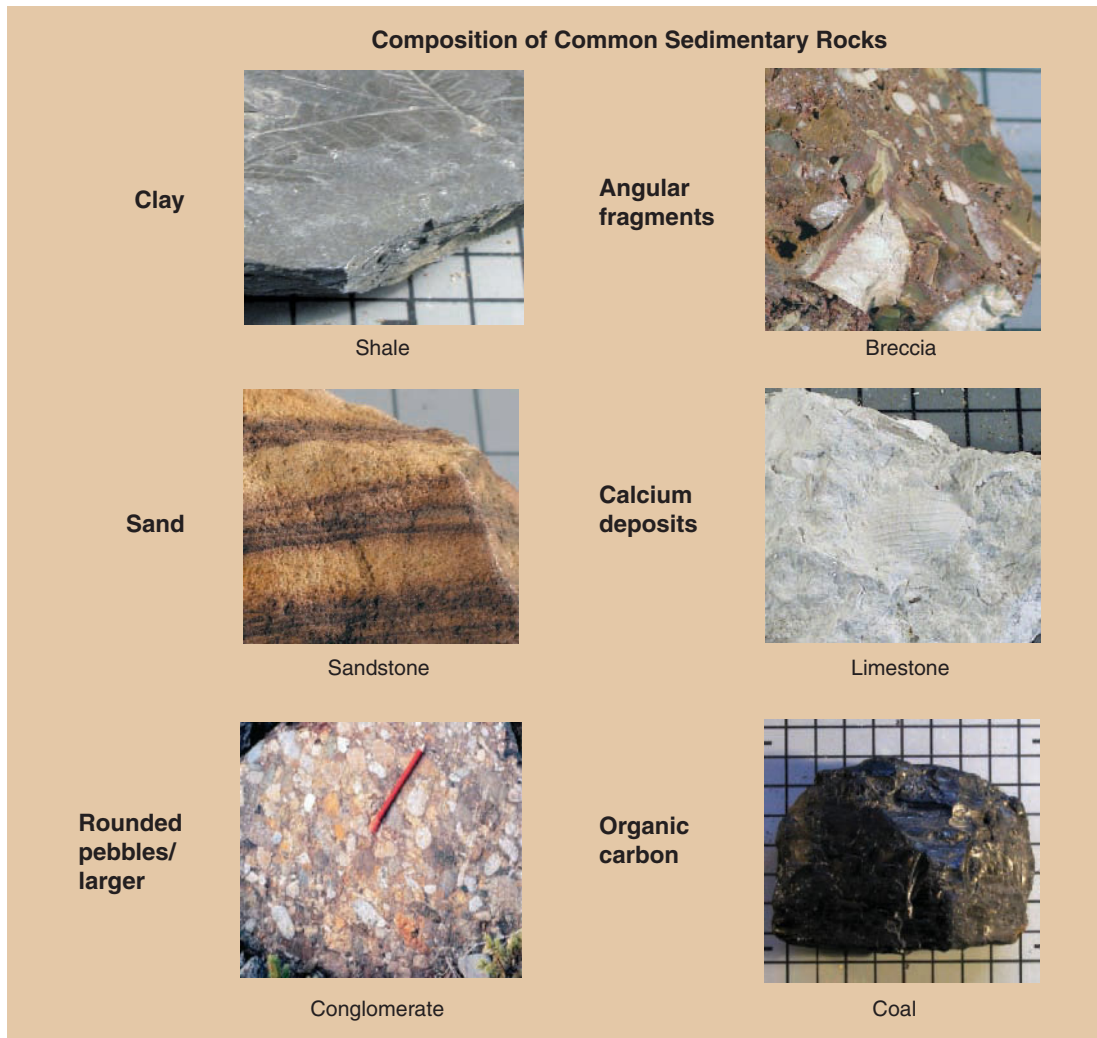 Composition of Common Sedimentary Rocks
Clay
Shale
Angular
fragments
Breccia
Sand
Sandstone
Calcium
deposits
Limestone
Rounded
pebbles/
larger
Conglomerate
Organic
carbon
Coal